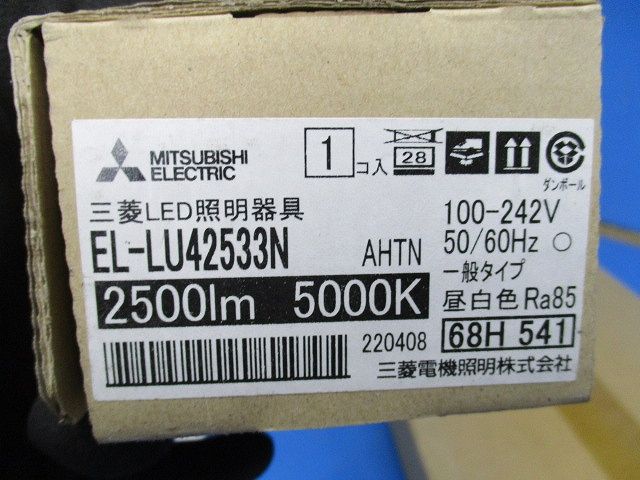 MITSUBISHI
ELECTRIC
1 コ入
28
ダンボール
三菱LED照明器具
EL-LU42533N AHTN
2500lm 5000K
220408
100-242V
50/60Hz ○
一般タイプ
昼白色 Ra85
68H 541
三菱電機照明株式会社